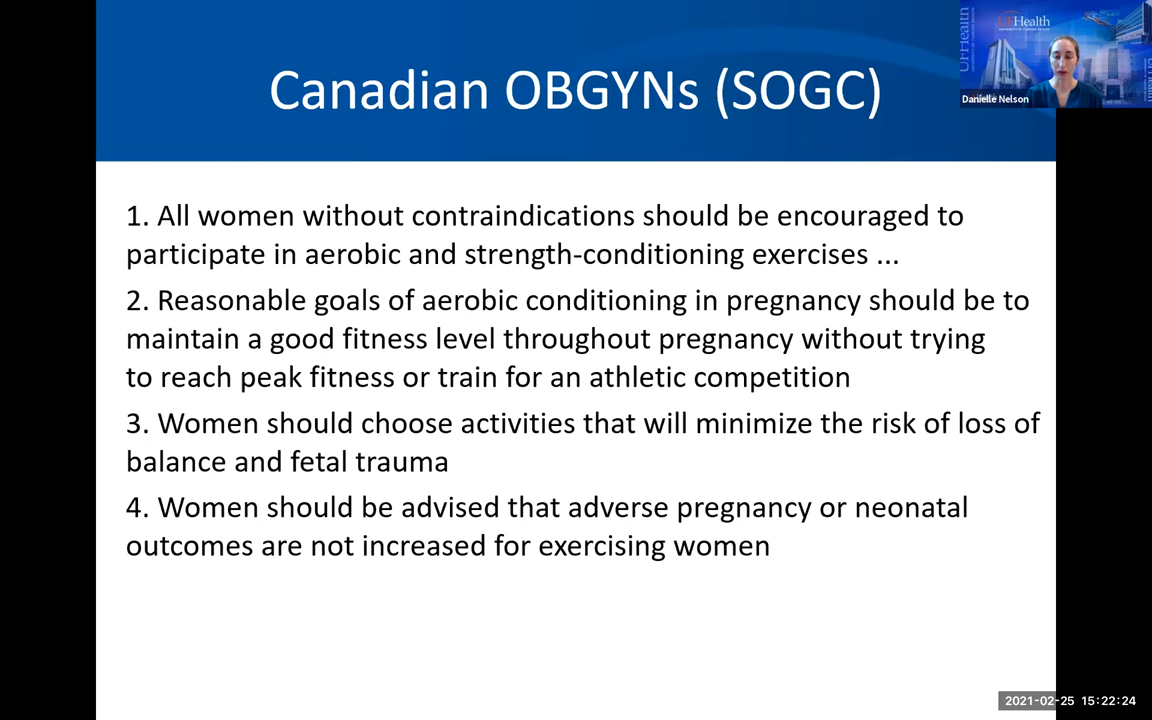 Canadian OBGYNs (SOGC)
UFHealth
UFHealth
Danielle Nelson
1. All women without contraindications should be encouraged to
participate in aerobic and strength-conditioning exercises ...
2. Reasonable goals of aerobic conditioning in pregnancy should be to
maintain a good fitness level throughout pregnancy without trying
to reach peak fitness or train for an athletic competition
3. Women should choose activities that will minimize the risk of loss of
balance and fetal trauma
4. Women should be advised that adverse pregnancy or neonatal
outcomes are not increased for exercising women
2021-02-25 15:22:24